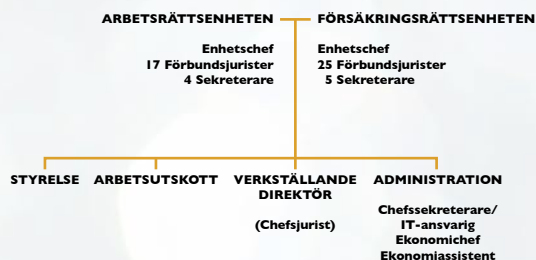 ARBETSRÄTTSENHETEN
Enhetschef
17 Förbundsjurister
4 Sekreterare
FÖRSÄKRINGSRÄTTSENHETEN
Enhetschef
25 Förbundsjurister
5 Sekreterare
STYRELSE
ARBETSUTSKOTT
VERKSTÄLLANDE
DIREKTÖR
(Chefsjurist)
ADMINISTRATION
Chefssekreterare/
IT-ansvarig
Ekonomichef
Ekonomiassistent